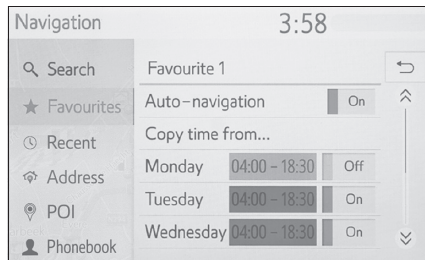 Navigation 3:58
Search
Favourites
Recent
Address
POI
Phonebook
Favourite 1
Auto-navigation On
Copy time from...
Monday 04:00 - 18:30 Off
Tuesday 04:00 - 18:30 On
Wednesday 04:00 - 18:30 On